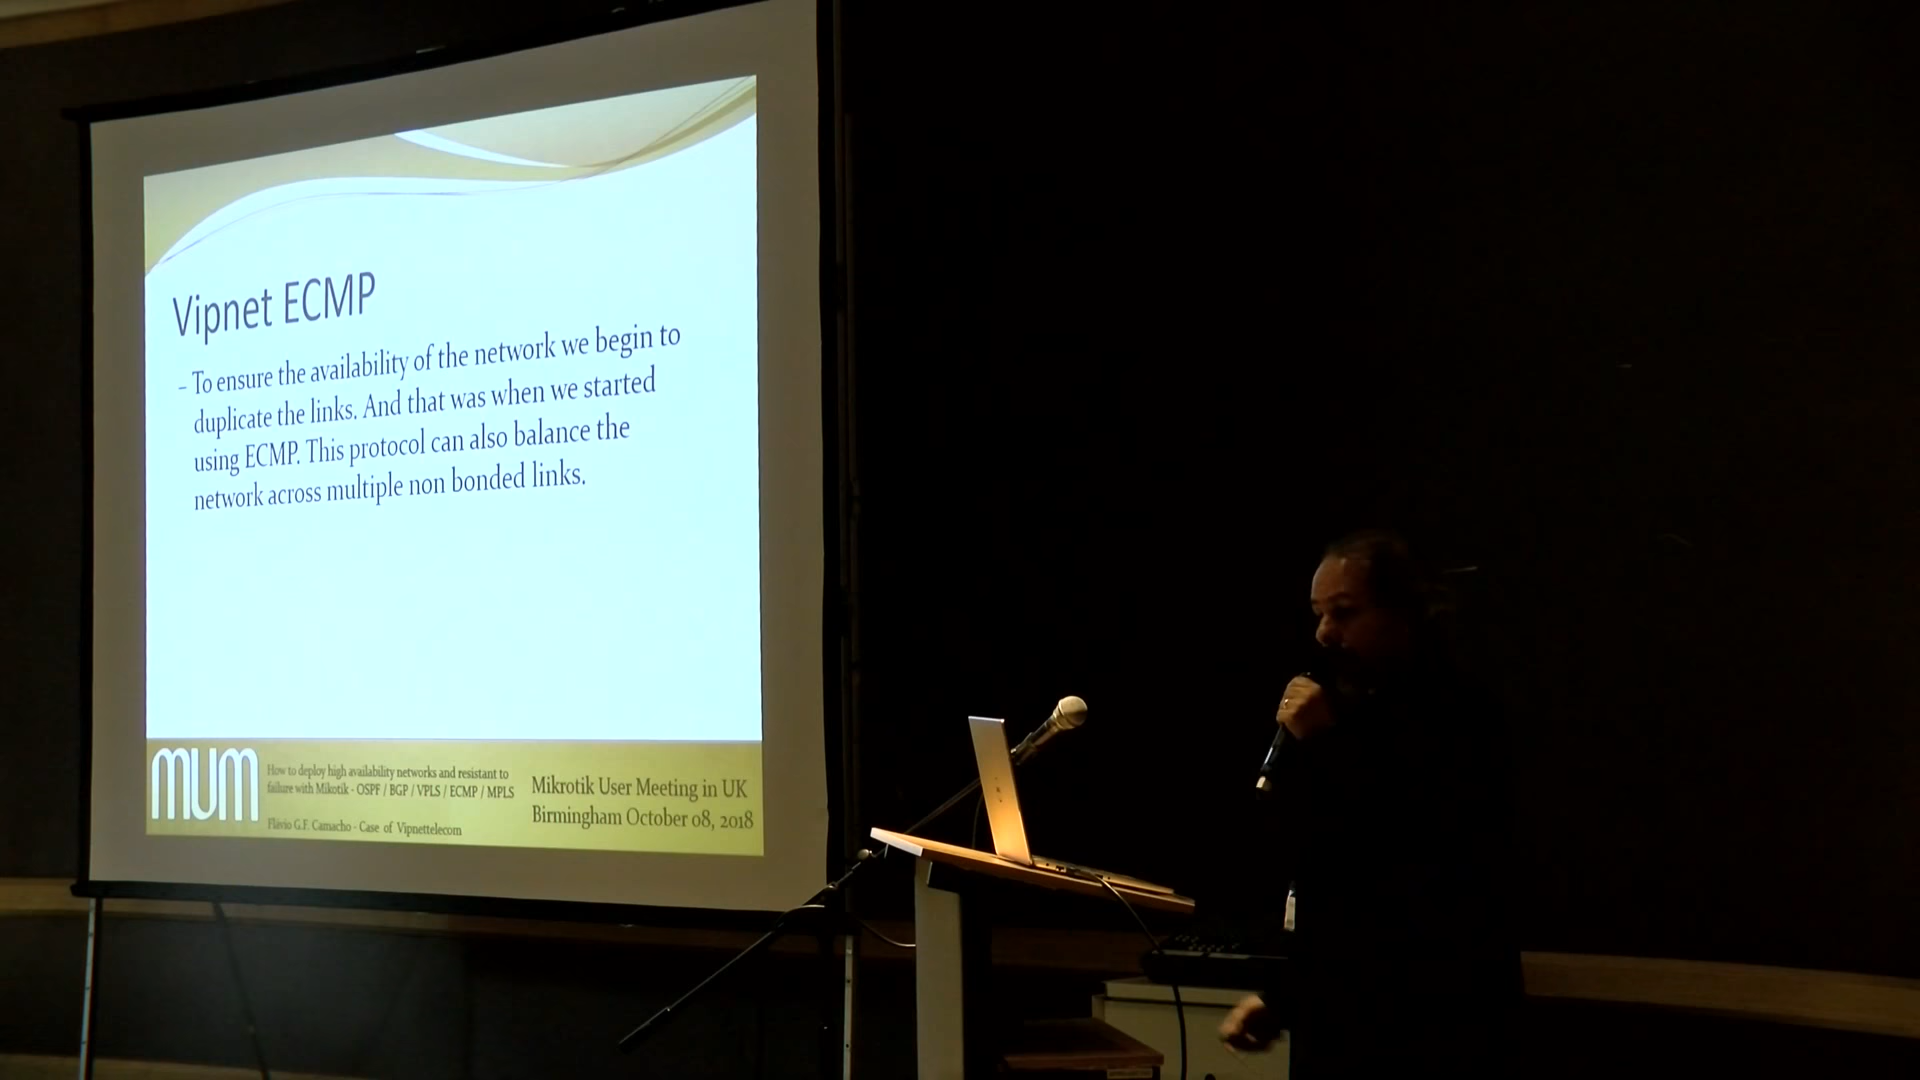 Vipnet ECMP
– To ensure the availability of the network we begin to
duplicate the links. And that was when we started
using ECMP. This protocol can also balance the
network across multiple non bonded links.
mum
How to deploy high availability networks and resistant to
failure with Mikotik - OSPF / BGP / VPLS / ECMP / MPLS
Flávio G.F. Camacho - Case of Vipnettelecom
Mikrotik User Meeting in UK
Birmingham October 08, 2018